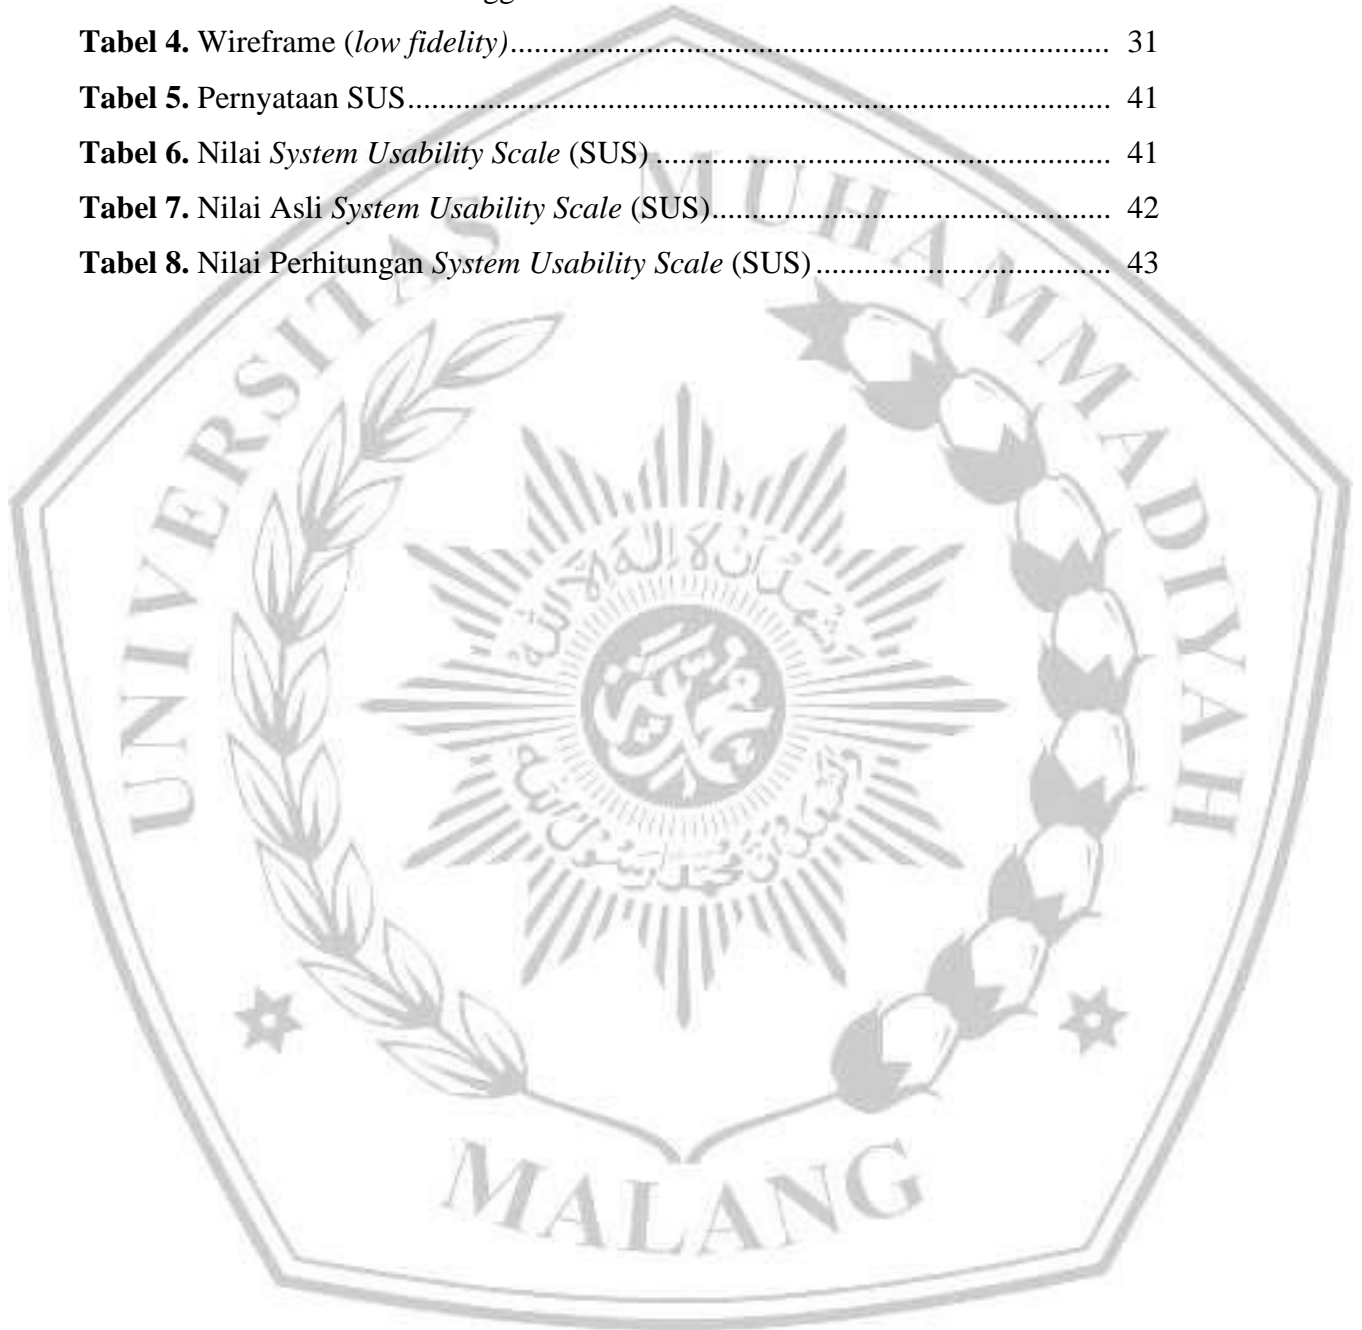 Tabel 4. Wireframe (low fidelity).......................................................................... 31
Tabel 5. Pernyataan SUS....................................................................................... 41
Tabel 6. Nilai System Usability Scale (SUS) ........................................................ 41
Tabel 7. Nilai Asli System Usability Scale (SUS)................................................. 42
Tabel 8. Nilai Perhitungan System Usability Scale (SUS) .................................... 43
UNIVERSITAS MUHAMMADIYAH
MALANG